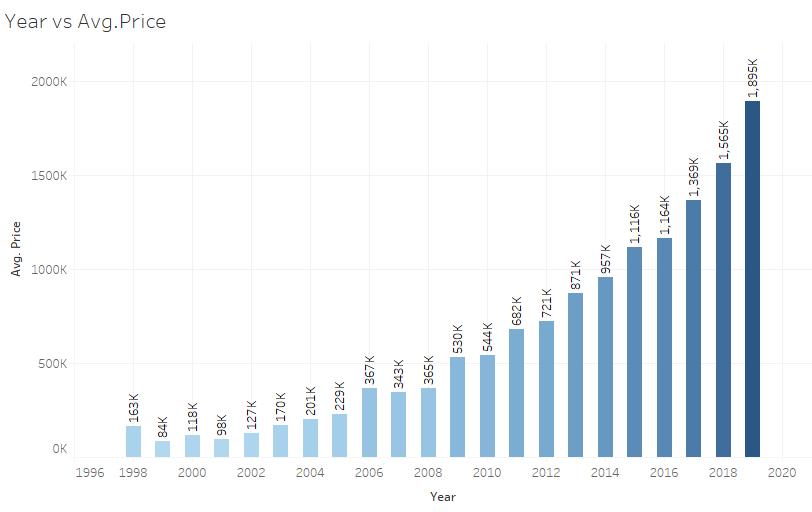 Year vs Avg.Price
2000K
1500K
1000K
500K
0K
Avg. Price
163K
84K
118K
98K
127K
170K
201K
229K
367K
343K
365K
530K
544K
682K
721K
871K
957K
1,116K
1,164K
1,369K
1,565K
1,895K
1996 1998 2000 2002 2004 2006 2008 2010 2012 2014 2016 2018 2020
Year